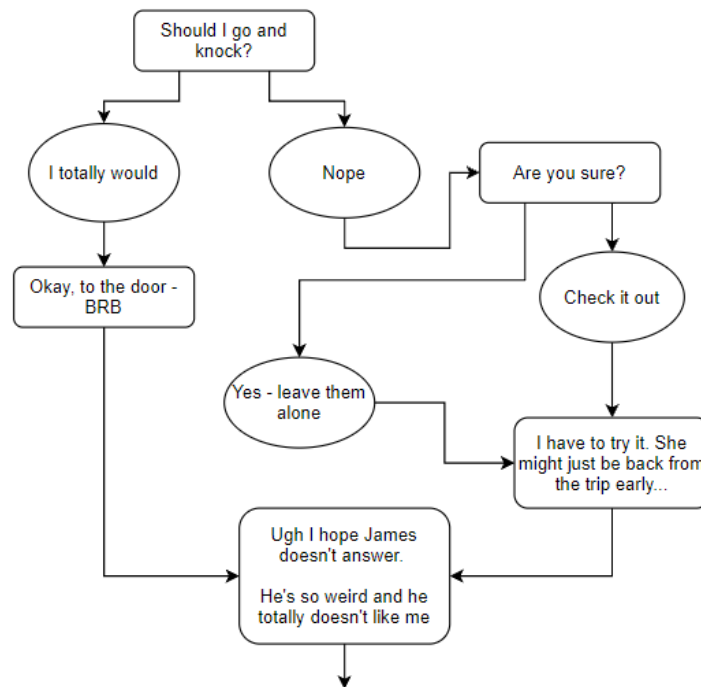 Should I go and
knock?
I totally would
Nope
Are you sure?
Okay, to the door -
BRB
Check it out
Yes - leave them
alone
I have to try it. She
might just be back from
the trip early...
Ugh I hope James
doesn't answer.
He's so weird and he
totally doesn't like me